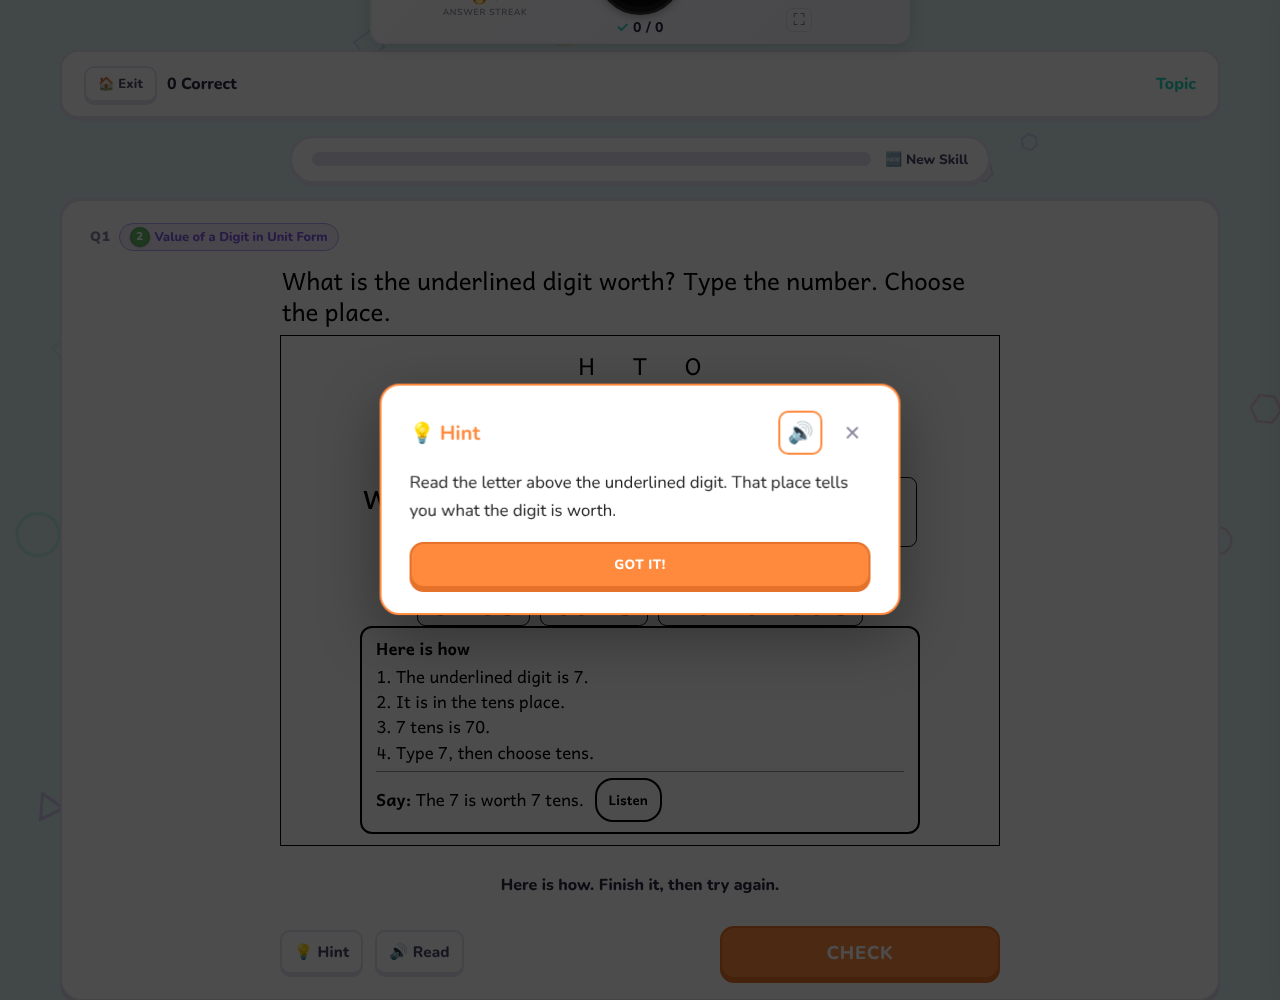 ANSWER STREAK
✓ 0 / 0
🏠 Exit
0 Correct
Topic
🆕 New Skill
Q1
2 Value of a Digit in Unit Form
What is the underlined digit worth? Type the number. Choose
the place.
H T O
💡 Hint
🔊
×
Read the letter above the underlined digit. That place tells
you what the digit is worth.
GOT IT!
Here is how
1. The underlined digit is 7.
2. It is in the tens place.
3. 7 tens is 70.
4. Type 7, then choose tens.
Say: The 7 is worth 7 tens.
Listen
Here is how. Finish it, then try again.
💡 Hint
🔊 Read
CHECK